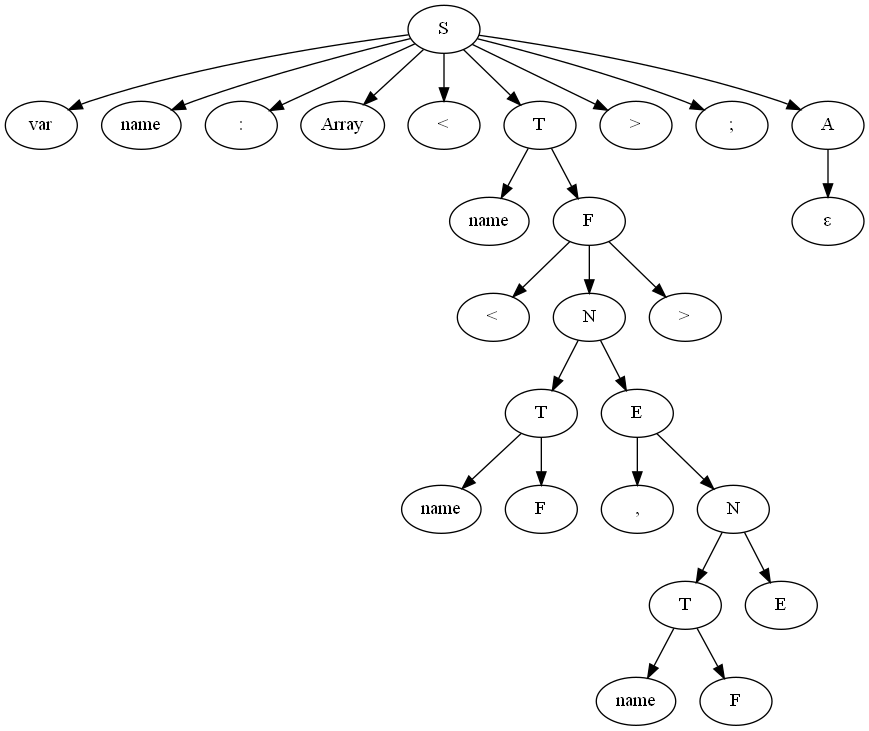 S
var name : Array < T > ; A
name F ε
< N >
T E
name F , N
T E
name F